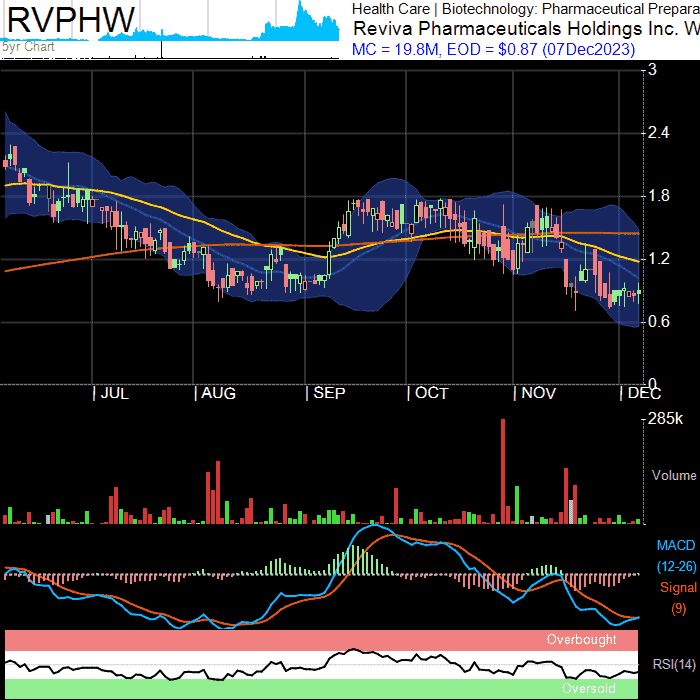 RVPHW
5yr Chart
Health Care | Biotechnology: Pharmaceutical Prepara
Reviva Pharmaceuticals Holdings Inc. W
MC = 19.8M, EOD = $0.87 (07Dec2023)
3
2.4
1.8
1.2
0.6
0
JUL AUG SEP OCT NOV DEC
285k
Volume
MACD
(12-26)
Signal
(9)
Overbought
RSI(14)
Oversold